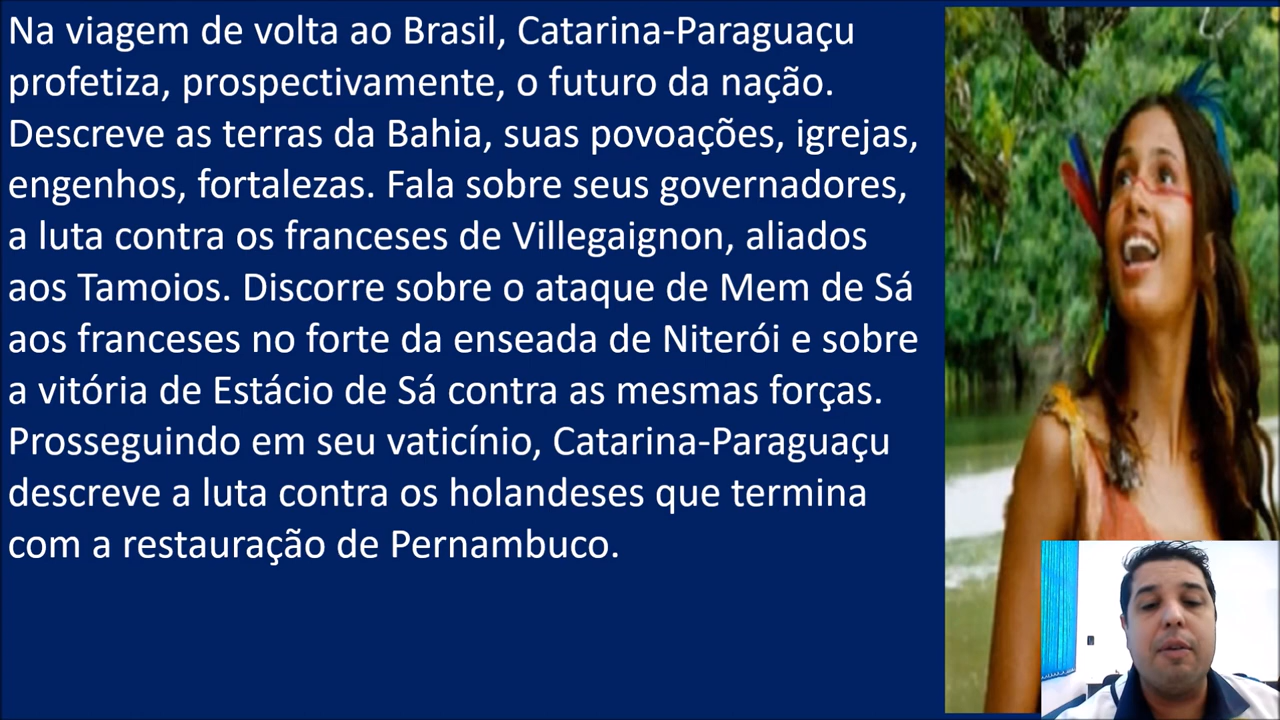 Na viagem de volta ao Brasil, Catarina-Paraguaçu
profetiza, prospectivamente, o futuro da nação.
Descreve as terras da Bahia, suas povoações, igrejas,
engenhos, fortalezas. Fala sobre seus governadores,
a luta contra os franceses de Villegaignon, aliados
aos Tamoios. Discorre sobre o ataque de Mem de Sá
aos franceses no forte da enseada de Niterói e sobre
a vitória de Estácio de Sá contra as mesmas forças.
Prosseguindo em seu vaticínio, Catarina-Paraguaçu
descreve a luta contra os holandeses que termina
com a restauração de Pernambuco.